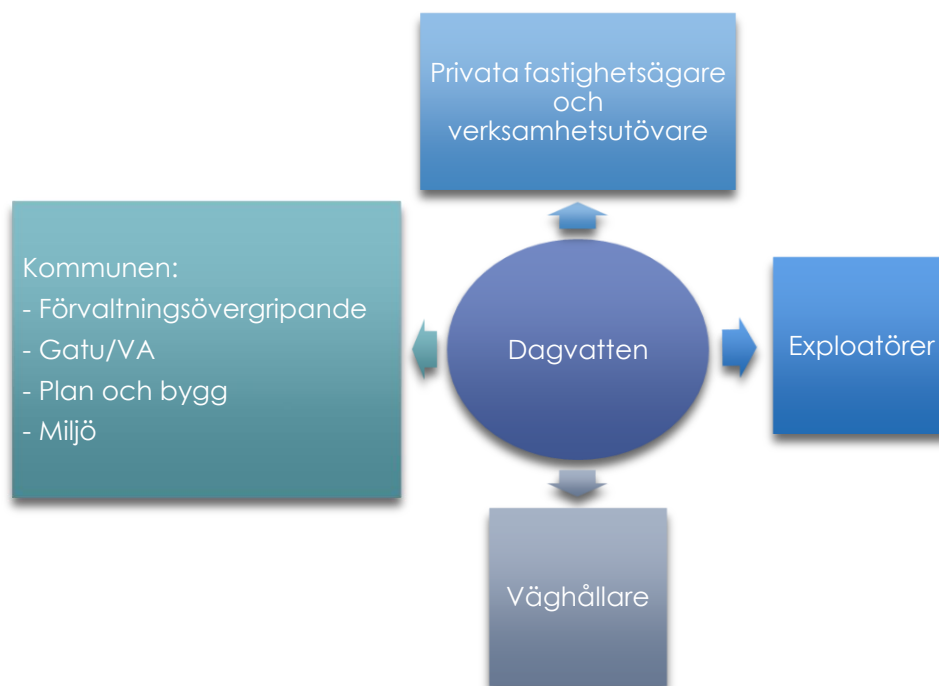 Privata fastighetsägare
och
verksamhetsutövare
Kommunen:
- Förvaltningsövergripande
- Gatu/VA
- Plan och bygg
- Miljö
Dagvatten
Exploatörer
Väghållare